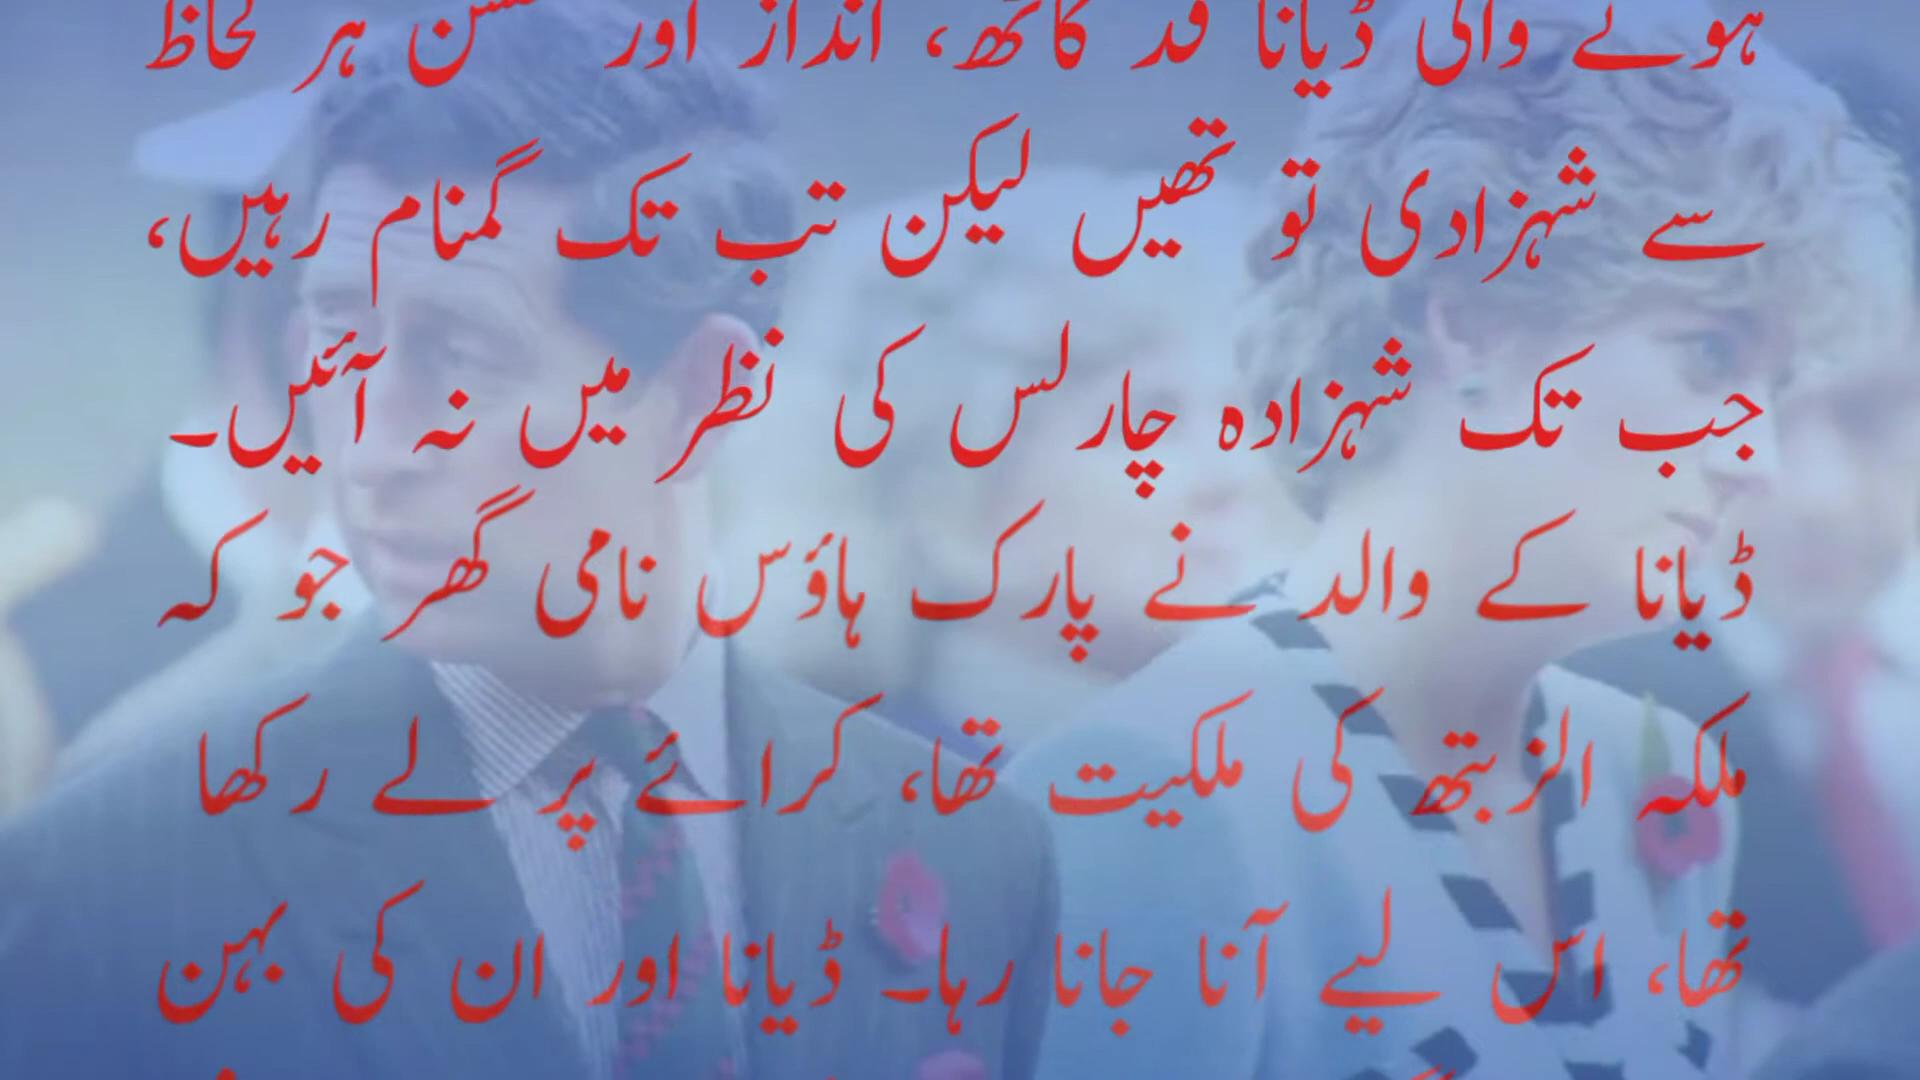 ہونے والی ڈیانا قد کاٹھ، انداز اور حسن ہر لحاظ
سے شہزادی تو تھیں لیکن تب تک گمنام رہیں،
جب تک شہزادہ چارلس کی نظر میں نہ آئیں۔
ڈیانا کے والد نے پارک ہاؤس نامی گھر جو کہ
ملکہ الزبتھ کی ملکیت تھا، کرائے پر لے رکھا
تھا، اس لیے آنا جانا رہا۔ ڈیانا اور ان کی بہن